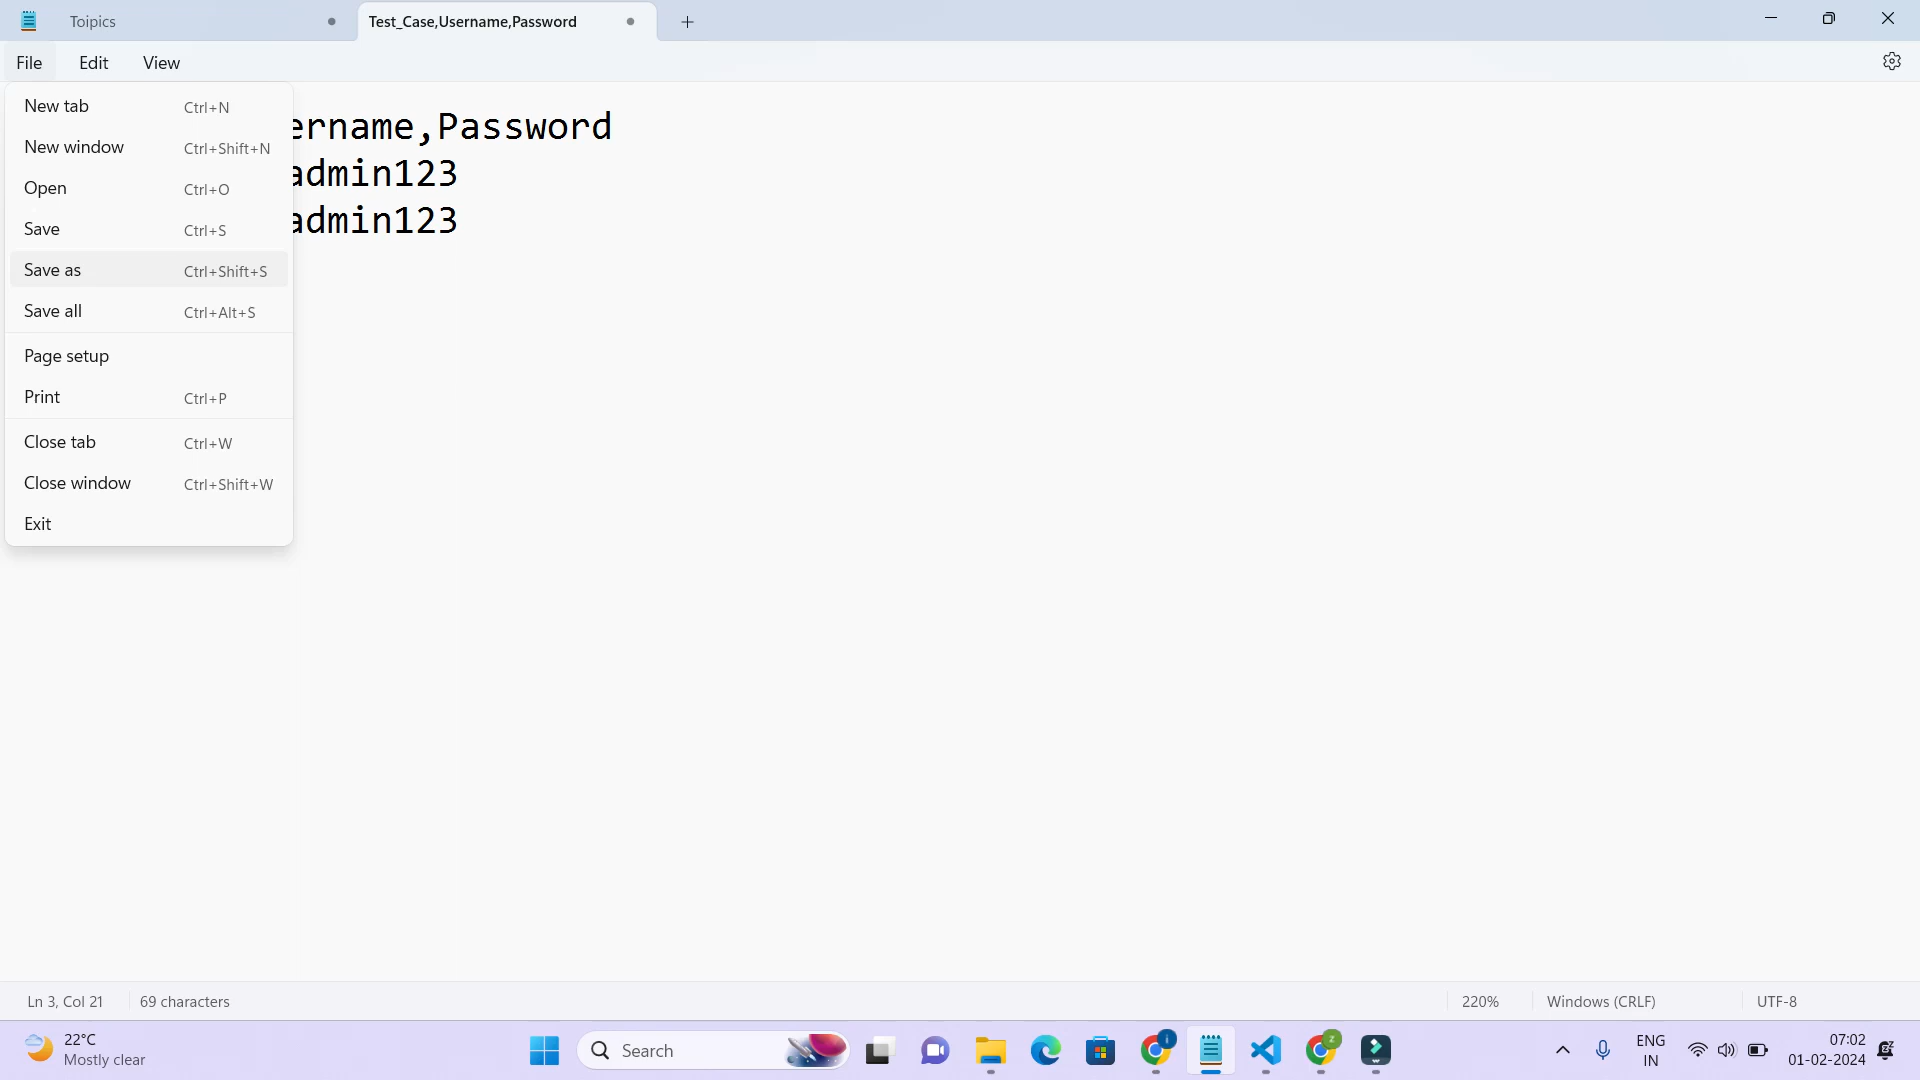 Toipics
Test_Case,Username,Password
File Edit View
New tab Ctrl+N
New window Ctrl+Shift+N
Open Ctrl+O
Save Ctrl+S
Save as Ctrl+Shift+S
Save all Ctrl+Alt+S
Page setup
Print Ctrl+P
Close tab Ctrl+W
Close window Ctrl+Shift+W
Exit
ername,Password
admin123
admin123
Ln 3, Col 21 69 characters 220% Windows (CRLF) UTF-8
22°C
Mostly clear
Search
ENG
IN
07:02
01-02-2024